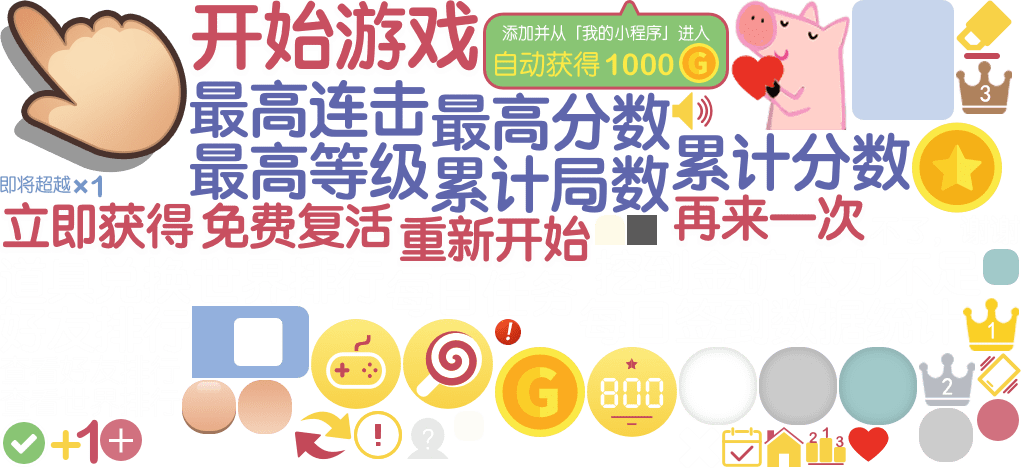 开始游戏
添加并从「我的小程序」进入
自动获得 1000 G
3
最高连击
最高分数
最高等级
累计局数
累计分数
即将超越×1
立即获得
免费复活
重新开始
再来一次
1
!
G
800
2
+1
!
?
2 1 3